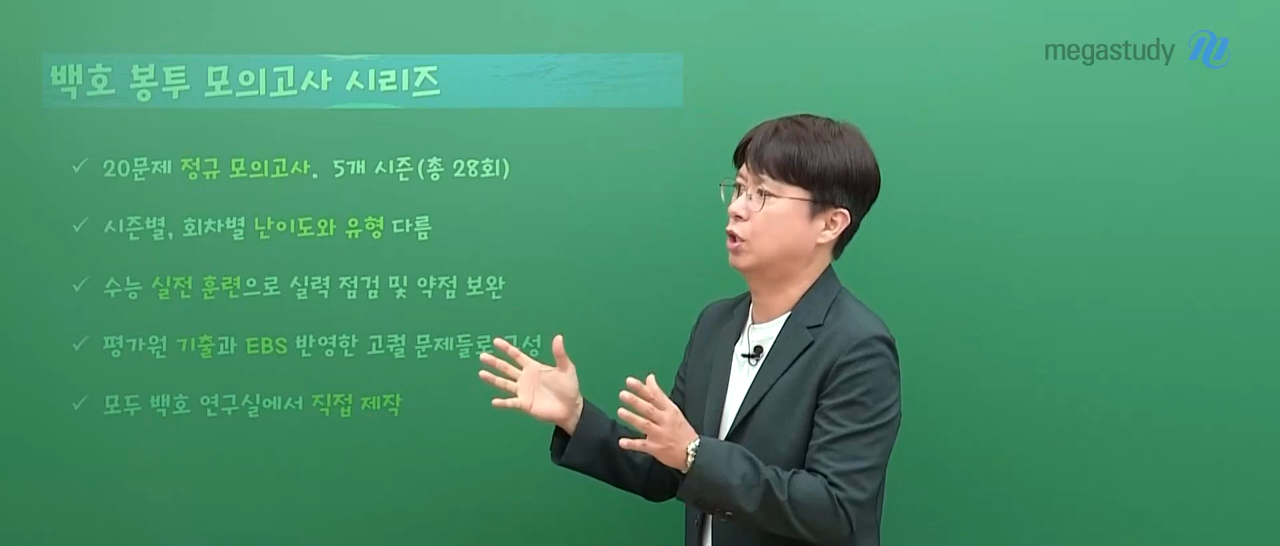 megastudy
백호 봉투 모의고사 시리즈
20문제 정규 모의고사. 5개 시즌(총 28회)
시즌별, 회차별 난이도와 유형 다름
수능 실전 훈련으로 실력 점검 및 약점 보완
평가원 기출과 EBS 반영한 고퀄 문제들로 구성
모두 백호 연구실에서 직접 제작